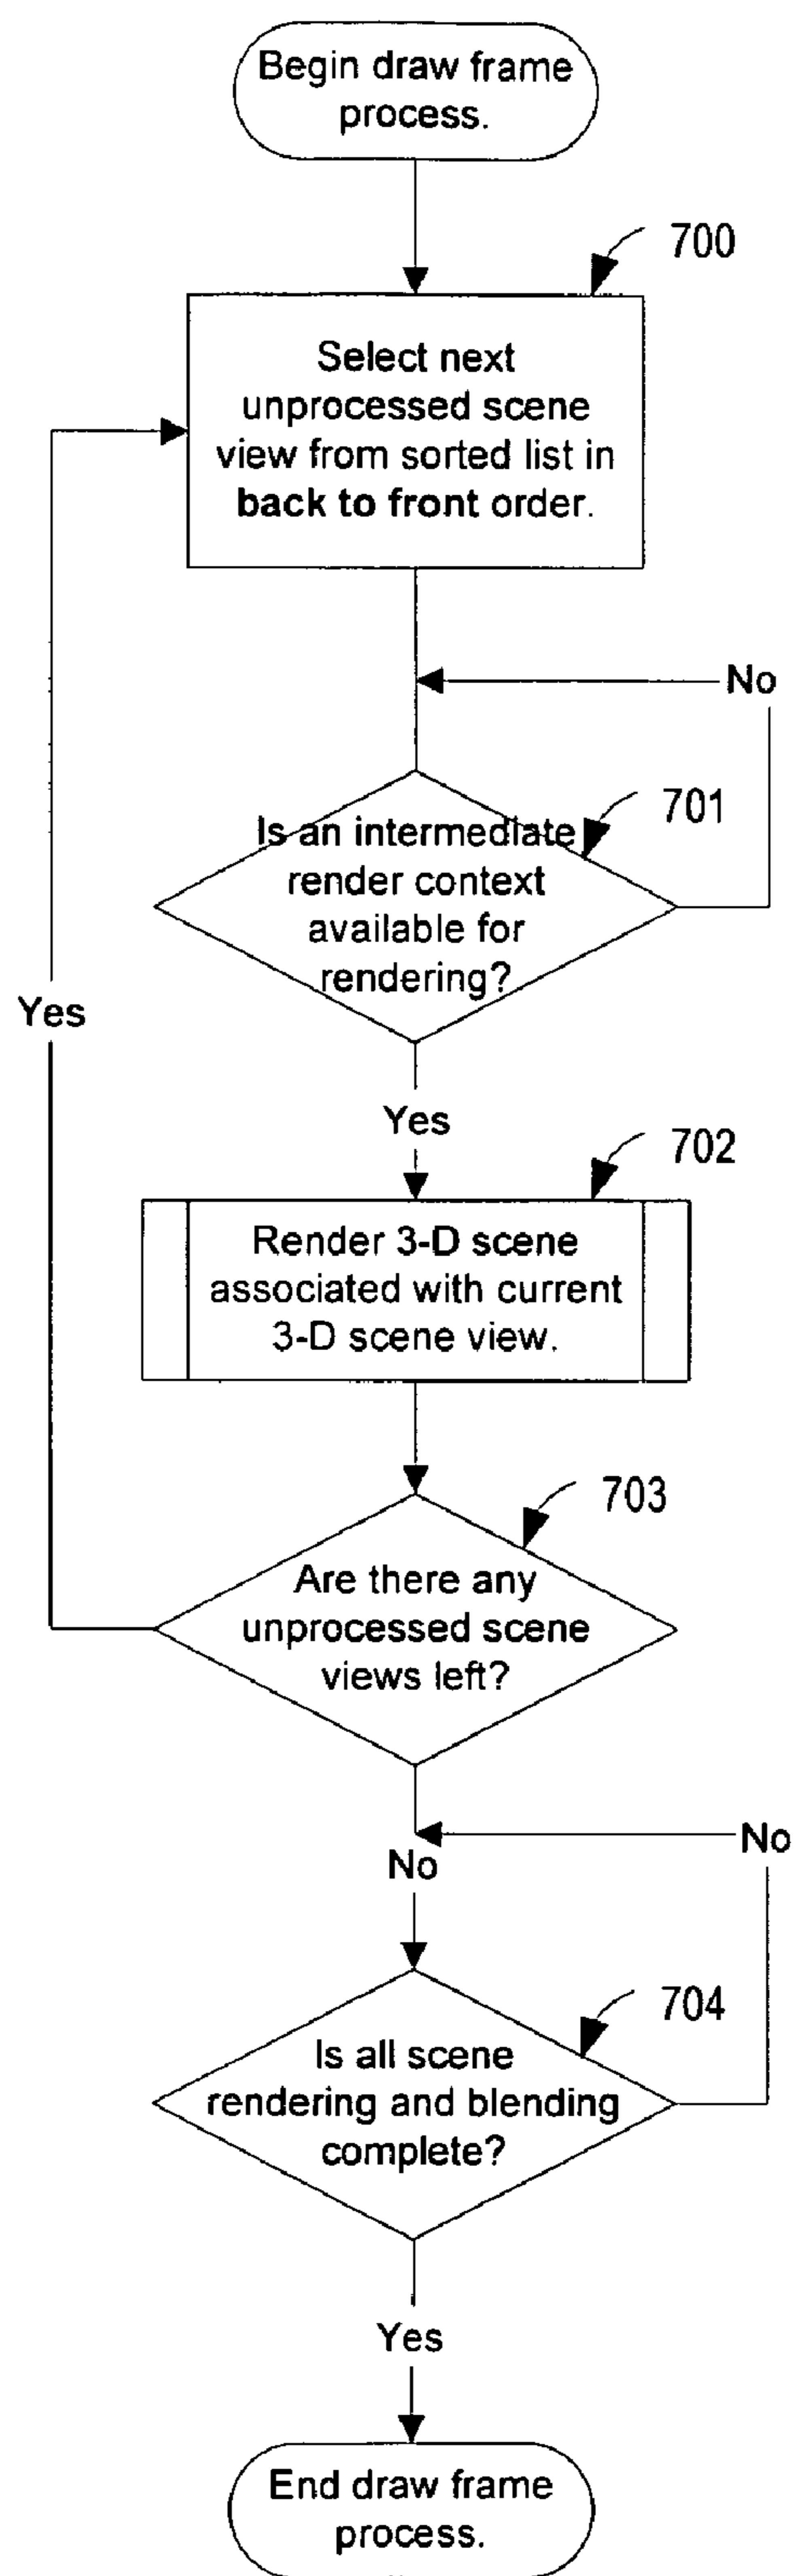 Begin draw frame
process.
700
Select next
unprocessed scene
view from sorted list in
back to front order.
No
701
Is an intermediate
render context
available for
rendering?
Yes
Yes
702
Render 3-D scene
associated with current
3-D scene view.
703
Are there any
unprocessed scene
views left?
No
No
704
Is all scene
rendering and blending
complete?
Yes
End draw frame
process.